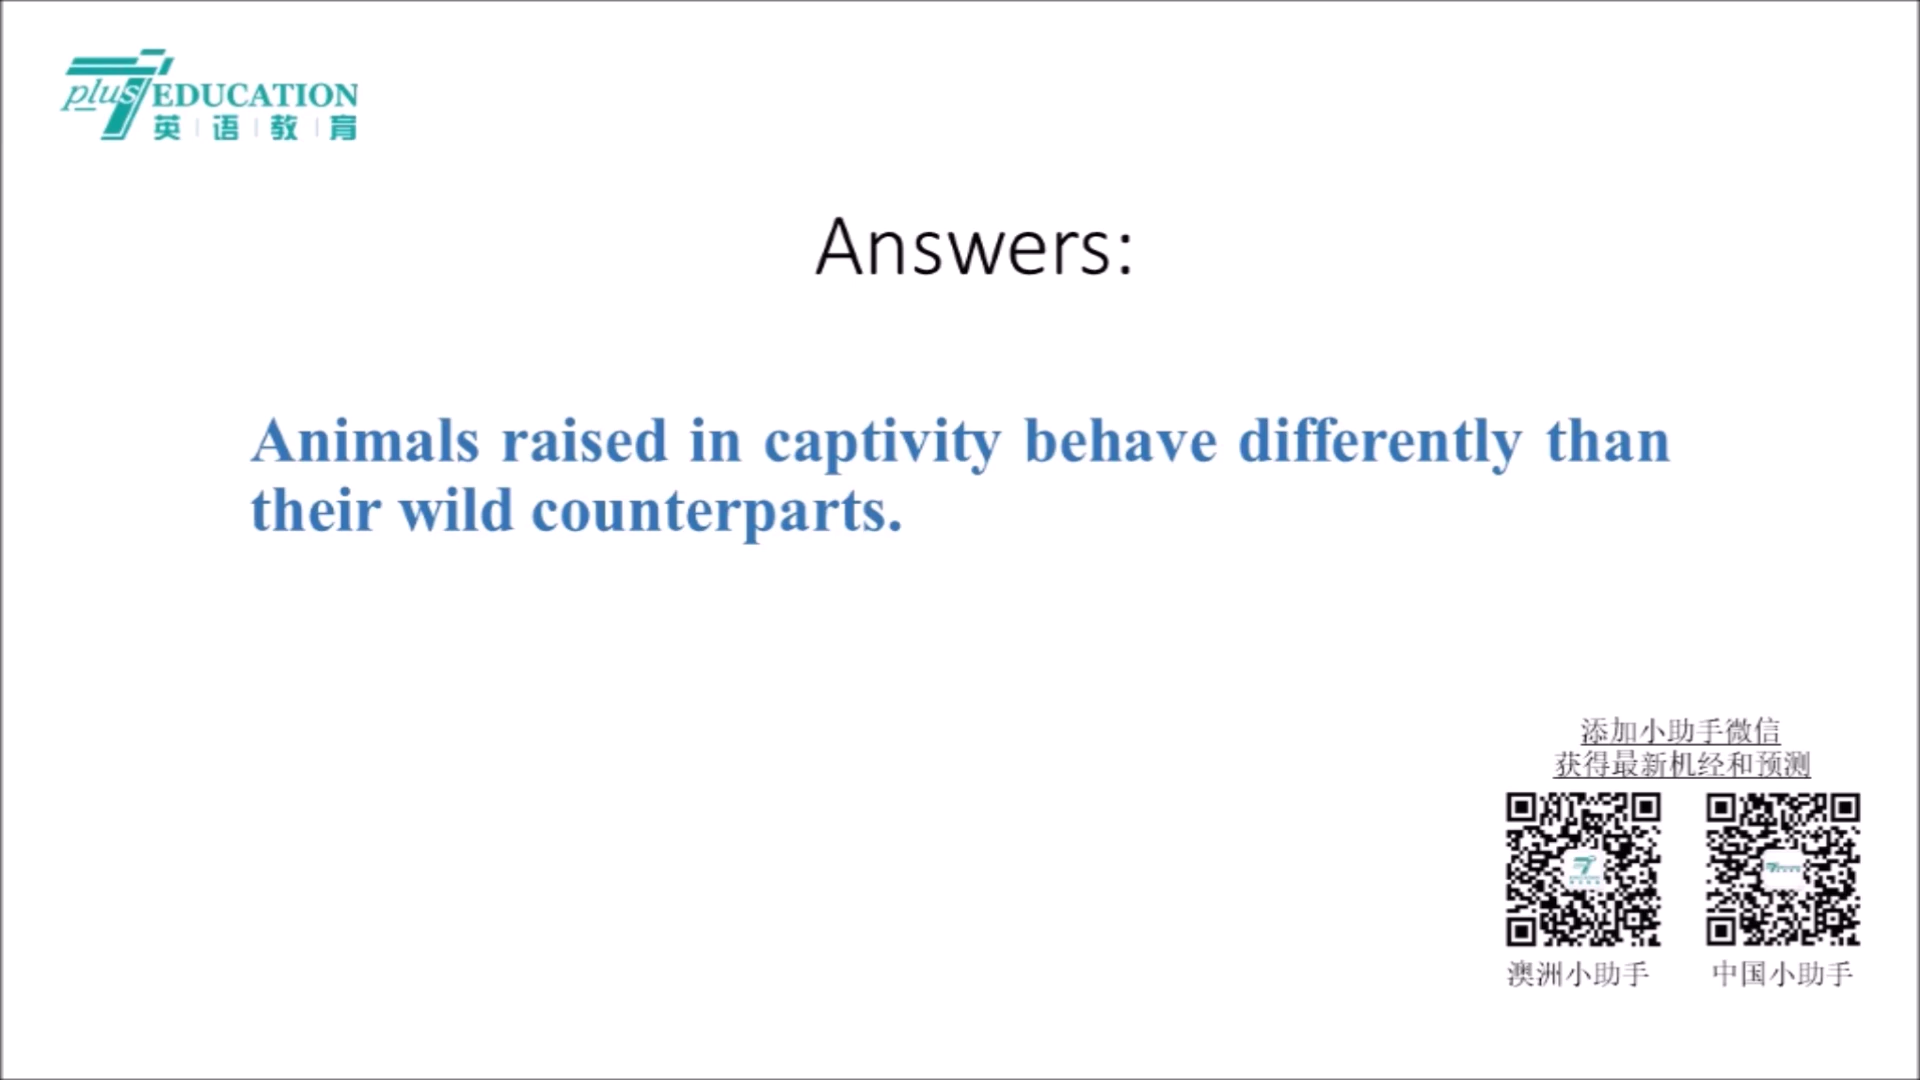 plus 7 EDUCATION
英语教育
Answers:
Animals raised in captivity behave differently than
their wild counterparts.
添加小助手微信
获得最新机经和预测
澳洲小助手
中国小助手